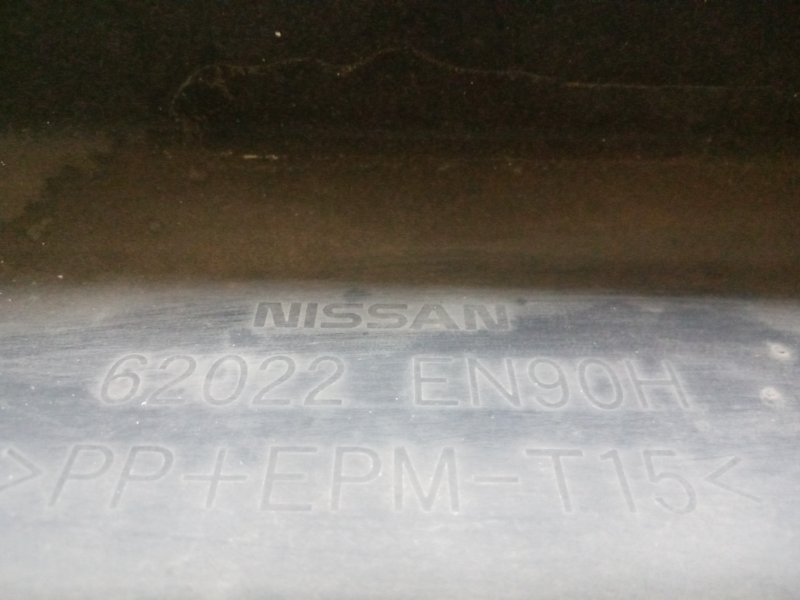 NISSAN
62022 EN90H
>PP+EPM-T15<